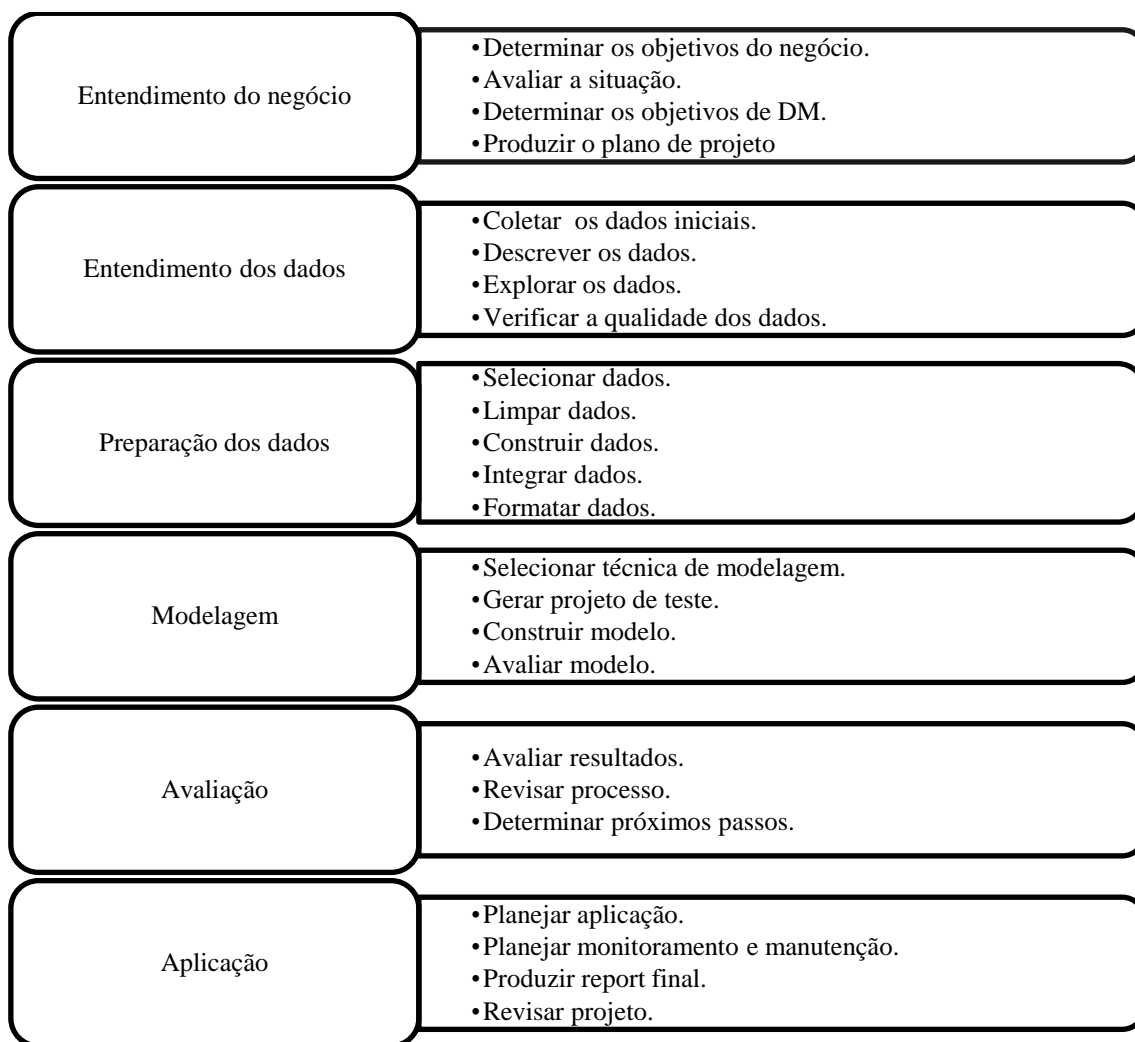 Entendimento do negócio
•Determinar os objetivos do negócio.
•Avaliar a situação.
•Determinar os objetivos de DM.
•Produzir o plano de projeto
Entendimento dos dados
•Coletar  os dados iniciais.
•Descrever os dados.
•Explorar os dados.
•Verificar a qualidade dos dados.
Preparação dos dados
•Selecionar dados.
•Limpar dados.
•Construir dados.
•Integrar dados.
•Formatar dados.
Modelagem
•Selecionar técnica de modelagem.
•Gerar projeto de teste.
•Construir modelo.
•Avaliar modelo.
Avaliação
•Avaliar resultados.
•Revisar processo.
•Determinar próximos passos.
Aplicação
•Planejar aplicação.
•Planejar monitoramento e manutenção.
•Produzir report final.
•Revisar projeto.